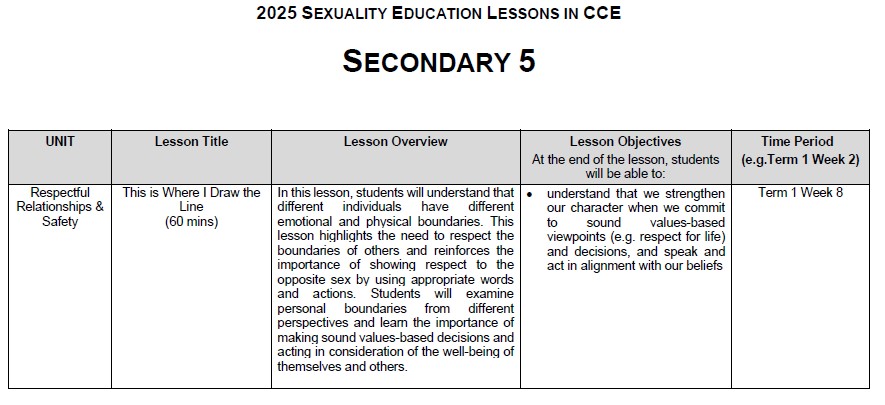 2025 SEXUALITY EDUCATION LESSONS IN CCE
SECONDARY 5
UNIT
Lesson Title
Lesson Overview
Lesson Objectives
At the end of the lesson, students
will be able to:
Time Period
(e.g.Term 1 Week 2)
Respectful
Relationships &
Safety
This is Where I Draw the
Line
(60 mins)
In this lesson, students will understand that
different individuals have different
emotional and physical boundaries. This
lesson highlights the need to respect the
boundaries of others and reinforces the
importance of showing respect to the
opposite sex by using appropriate words
and actions. Students will examine
personal boundaries from different
perspectives and learn the importance of
making sound values-based decisions and
acting in consideration of the well-being of
themselves and others.
• understand that we strengthen
our character when we commit
to sound values-based
viewpoints (e.g. respect for life)
and decisions, and speak and
act in alignment with our beliefs
Term 1 Week 8